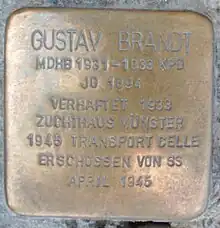 GUSTAV BRANDT
MDHB 1931-1933 KPD
JG. 1894
VERHAFTET 1933
ZUCHTHAUS MÜNSTER
1945 TRANSPORT CELLE
ERSCHOSSEN VON SS
APRIL 1945